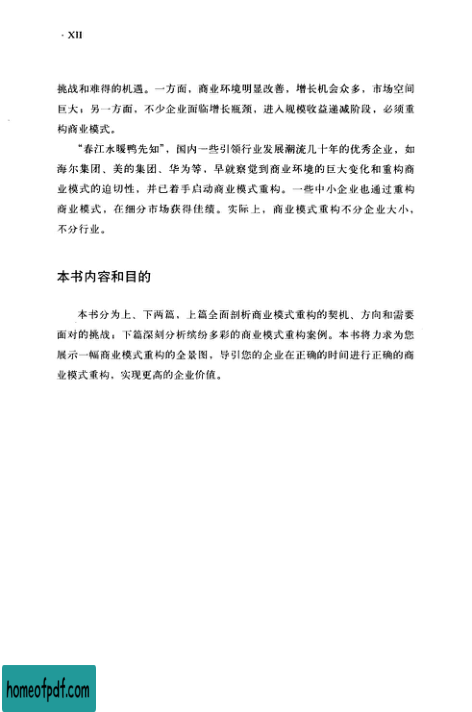 · XII
挑战和难得的机遇。一方面，商业环境明显改善，增长机会众多，市场空间
巨大；另一方面，不少企业面临增长瓶颈，进入规模收益递减阶段，必须重
构商业模式。
“春江水暖鸭先知”，国内一些引领行业发展潮流几十年的优秀企业，如
海尔集团、美的集团、华为等，早就察觉到商业环境的巨大变化和重构商
业模式的迫切性，并已着手启动商业模式重构。一些中小企业也通过重构
商业模式，在细分市场获得佳绩。实际上，商业模式重构不分企业大小，
不分行业。
本书内容和目的
本书分为上、下两篇，上篇全面剖析商业模式重构的契机、方向和需要
面对的挑战；下篇深刻分析缤纷多彩的商业模式重构案例。本书将力求为您
展示一幅商业模式重构的全景图，导引您的企业在正确的时间进行正确的商
业模式重构，实现更高的企业价值。
homeofpdf.com